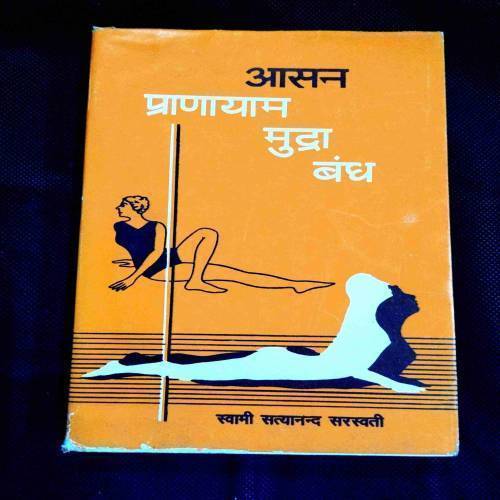 आसन
प्राणायाम
मुद्रा
बंध
स्वामी सत्यानन्द सरस्वती